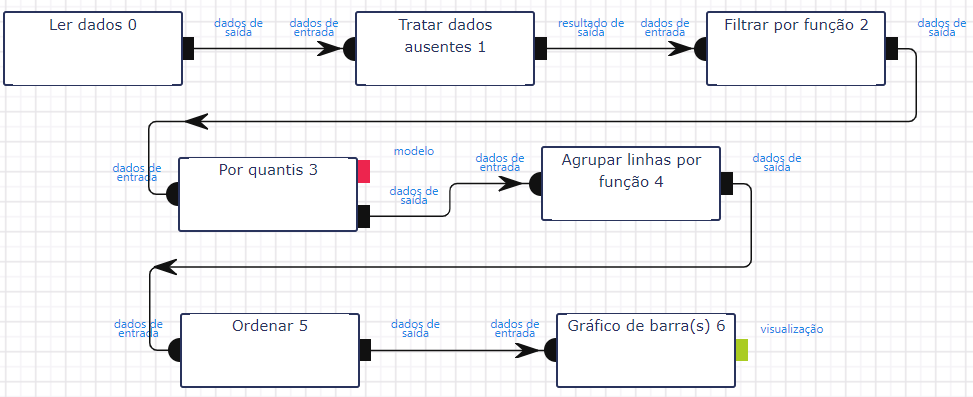 Ler dados 0
dados de
saída
dados de
entrada
Tratar dados
ausentes 1
resultado de
saída
dados de
entrada
Filtrar por função 2
dados de
saída
dados de
entrada
Por quantis 3
modelo
dados de
saída
dados de
entrada
Agrupar linhas por
função 4
dados de
saída
dados de
entrada
Ordenar 5
dados de
saída
dados de
entrada
Gráfico de barra(s) 6
visualização